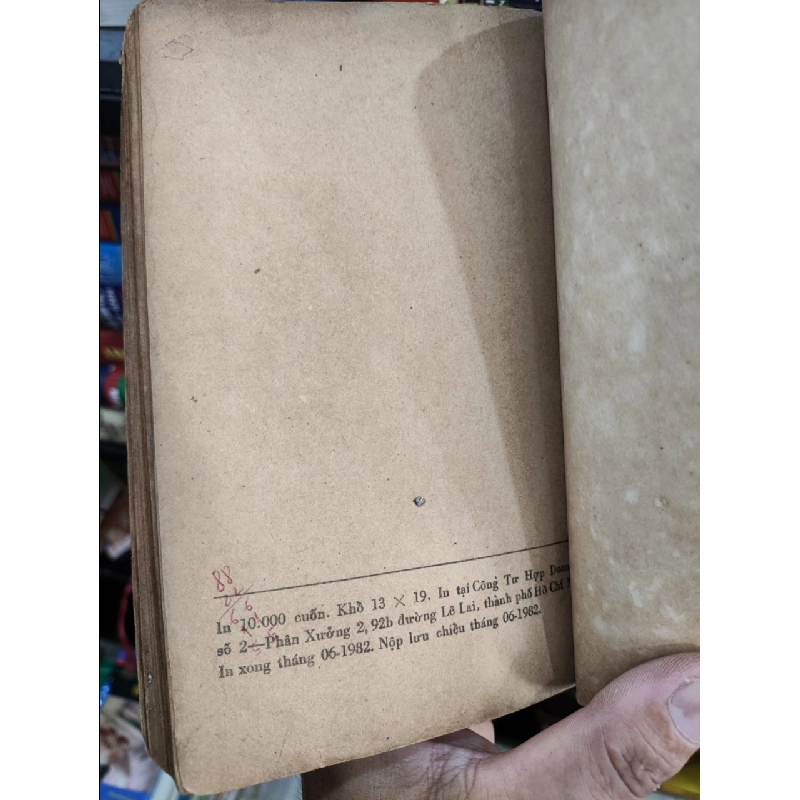 88
22
66
In 10.000 cuốn. Khổ 13 × 19. In tại Công Tư Hợp Doanh
số 2—Phân Xưởng 2, 92b đường Lê Lai, thành phố Hồ Chí
In xong tháng 06-1982. Nộp lưu chiểu tháng 06-1982.